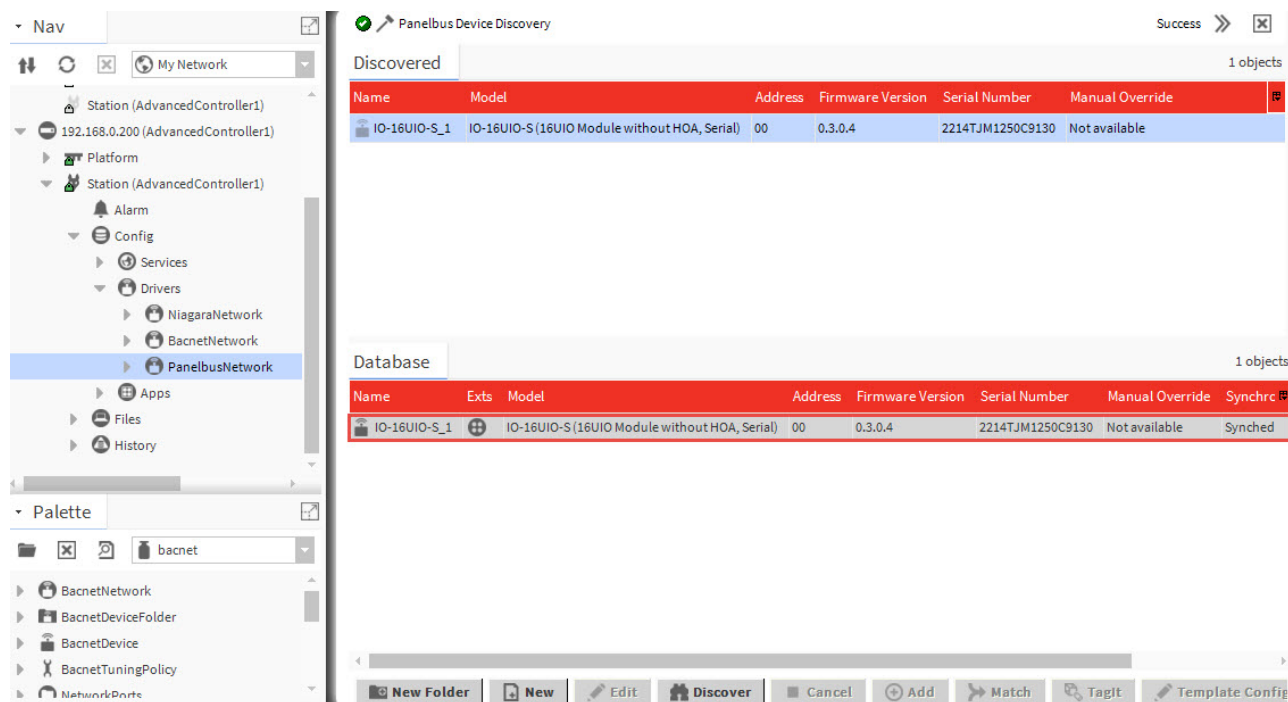 Nav
My Network
Station (AdvancedController1)
192.168.0.200 (AdvancedController1)
Platform
Station (AdvancedController1)
Alarm
Config
Services
Drivers
NiagaraNetwork
BacnetNetwork
PanelbusNetwork
Apps
Files
History
Palette
bacnet
BacnetNetwork
BacnetDeviceFolder
BacnetDevice
BacnetTuningPolicy
NetworkPorts
Panelbus Device Discovery Success
Discovered 1 objects
Name Model Address Firmware Version Serial Number Manual Override
IO-16UIO-S_1 IO-16UIO-S (16UIO Module without HOA, Serial) 00 0.3.0.4 2214TJM1250C9130 Not available
Database 1 objects
Name Exts Model Address Firmware Version Serial Number Manual Override Synchrc
IO-16UIO-S_1 IO-16UIO-S (16UIO Module without HOA, Serial) 00 0.3.0.4 2214TJM1250C9130 Not available Synched
New Folder New Edit Discover Cancel Add Match TagIt Template Config